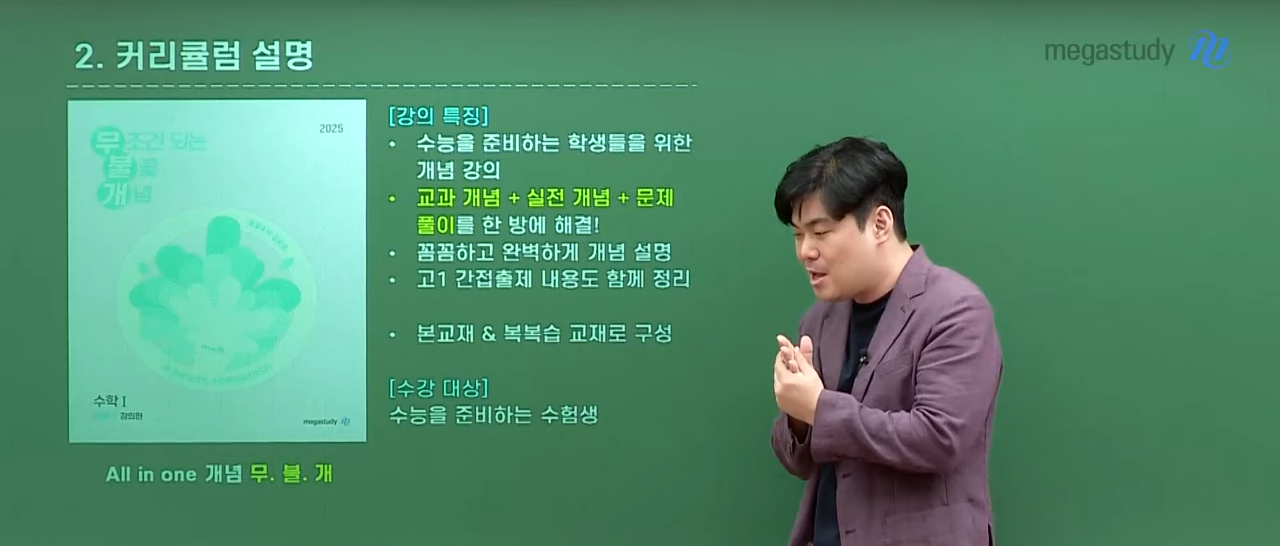 2. 커리큘럼 설명
megastudy
2025
무조건 되는
불꽃
개념
수학 I
강의편
megastudy
All in one 개념 무. 불. 개
[강의 특징]
• 수능을 준비하는 학생들을 위한
개념 강의
• 교과 개념 + 실전 개념 + 문제
풀이를 한 방에 해결!
• 꼼꼼하고 완벽하게 개념 설명
• 고1 간접출제 내용도 함께 정리
• 본교재 & 복복습 교재로 구성
[수강 대상]
수능을 준비하는 수험생